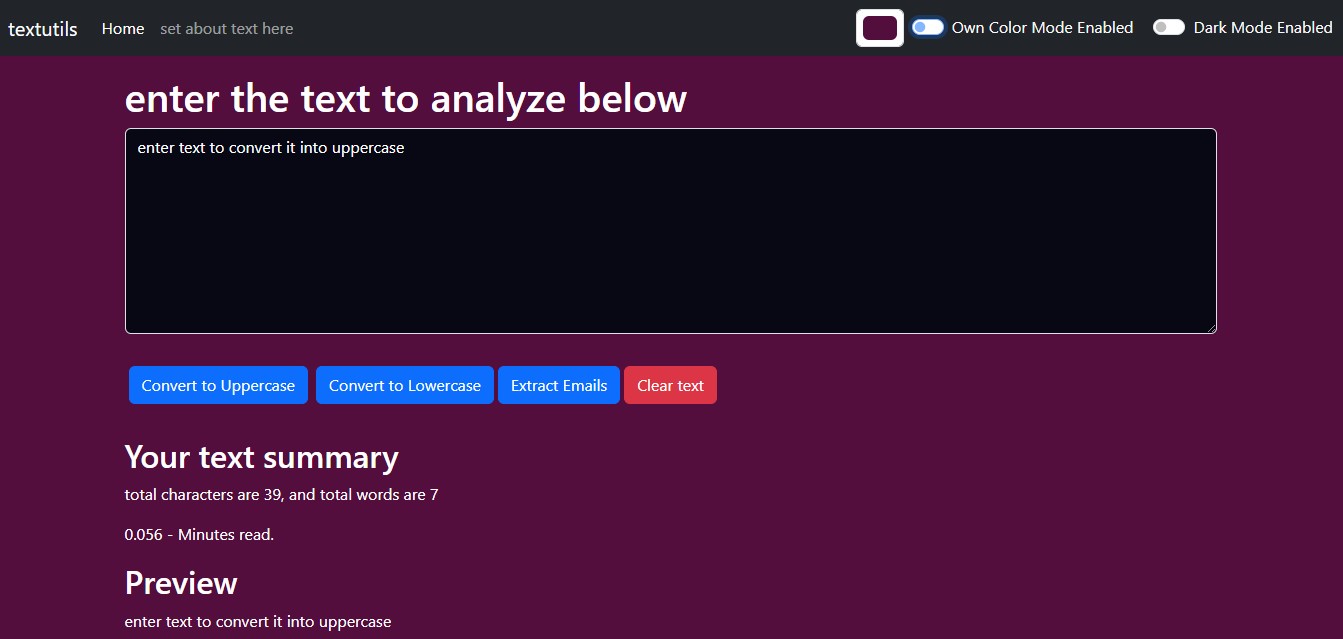 textutils Home set about text here Own Color Mode Enabled Dark Mode Enabled
enter the text to analyze below
enter text to convert it into uppercase
Convert to Uppercase Convert to Lowercase Extract Emails Clear text
Your text summary
total characters are 39, and total words are 7
0.056 - Minutes read.
Preview
enter text to convert it into uppercase